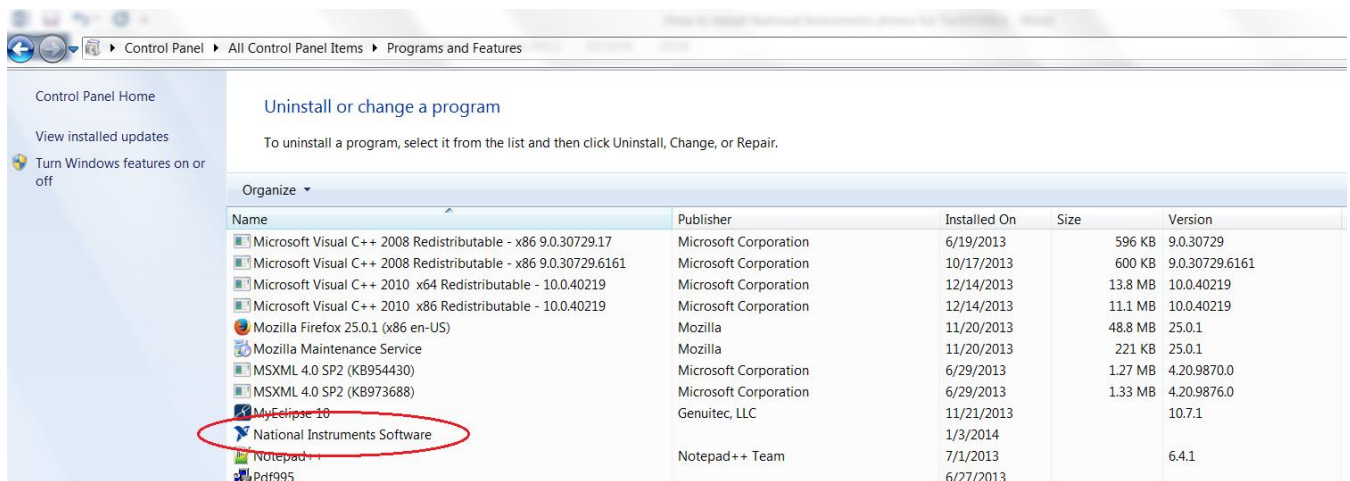 How to install National Instruments drivers for - Word
Control Panel ▸ All Control Panel Items ▸ Programs and Features
Control Panel Home
View installed updates
Turn Windows features on or
off
Uninstall or change a program
To uninstall a program, select it from the list and then click Uninstall, Change, or Repair.
Organize
Name Publisher Installed On Size Version
Microsoft Visual C++ 2008 Redistributable - x86 9.0.30729.17 Microsoft Corporation 6/19/2013 596 KB 9.0.30729
Microsoft Visual C++ 2008 Redistributable - x86 9.0.30729.6161 Microsoft Corporation 10/17/2013 600 KB 9.0.30729.6161
Microsoft Visual C++ 2010 x64 Redistributable - 10.0.40219 Microsoft Corporation 12/14/2013 13.8 MB 10.0.40219
Microsoft Visual C++ 2010 x86 Redistributable - 10.0.40219 Microsoft Corporation 12/14/2013 11.1 MB 10.0.40219
Mozilla Firefox 25.0.1 (x86 en-US) Mozilla 11/20/2013 48.8 MB 25.0.1
Mozilla Maintenance Service Mozilla 11/20/2013 221 KB 25.0.1
MSXML 4.0 SP2 (KB954430) Microsoft Corporation 6/29/2013 1.27 MB 4.20.9870.0
MSXML 4.0 SP2 (KB973688) Microsoft Corporation 6/29/2013 1.33 MB 4.20.9876.0
MyEclipse 10 Genuitec, LLC 11/21/2013 10.7.1
National Instruments Software 1/3/2014
Notepad++ Notepad++ Team 7/1/2013 6.4.1
Pdf995 6/27/2013